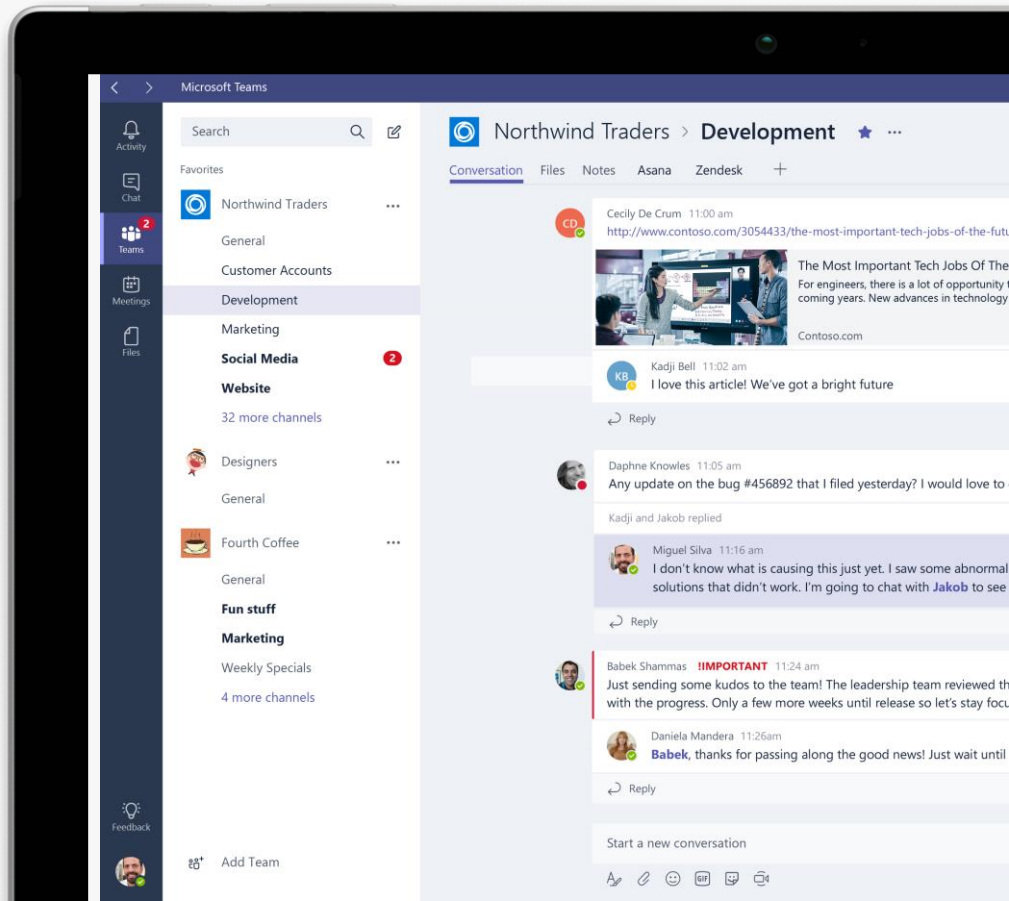 Microsoft Teams
Activity
Chat
2
Teams
Meetings
Files
Feedback
Search
Favorites
Northwind Traders
General
Customer Accounts
Development
Marketing
Social Media 2
Website
32 more channels
Designers
General
Fourth Coffee
General
Fun stuff
Marketing
Weekly Specials
4 more channels
Add Team
Northwind Traders > Development
Conversation Files Notes Asana Zendesk
CD
Cecily De Crum 11:00 am
http://www.contoso.com/3054433/the-most-important-tech-jobs-of-the-futu
The Most Important Tech Jobs Of The
For engineers, there is a lot of opportunity
coming years. New advances in technology
Contoso.com
KB
Kadji Bell 11:02 am
I love this article! We've got a bright future
Reply
Daphne Knowles 11:05 am
Any update on the bug #456892 that I filed yesterday? I would love to
Kadji and Jakob replied
Miguel Silva 11:16 am
I don't know what is causing this just yet. I saw some abnormal
solutions that didn't work. I'm going to chat with Jakob to see
Reply
Babek Shammas !IMPORTANT 11:24 am
Just sending some kudos to the team! The leadership team reviewed th
with the progress. Only a few more weeks until release so let's stay focu
Daniela Mandera 11:26am
Babek, thanks for passing along the good news! Just wait until
Reply
Start a new conversation
GIF